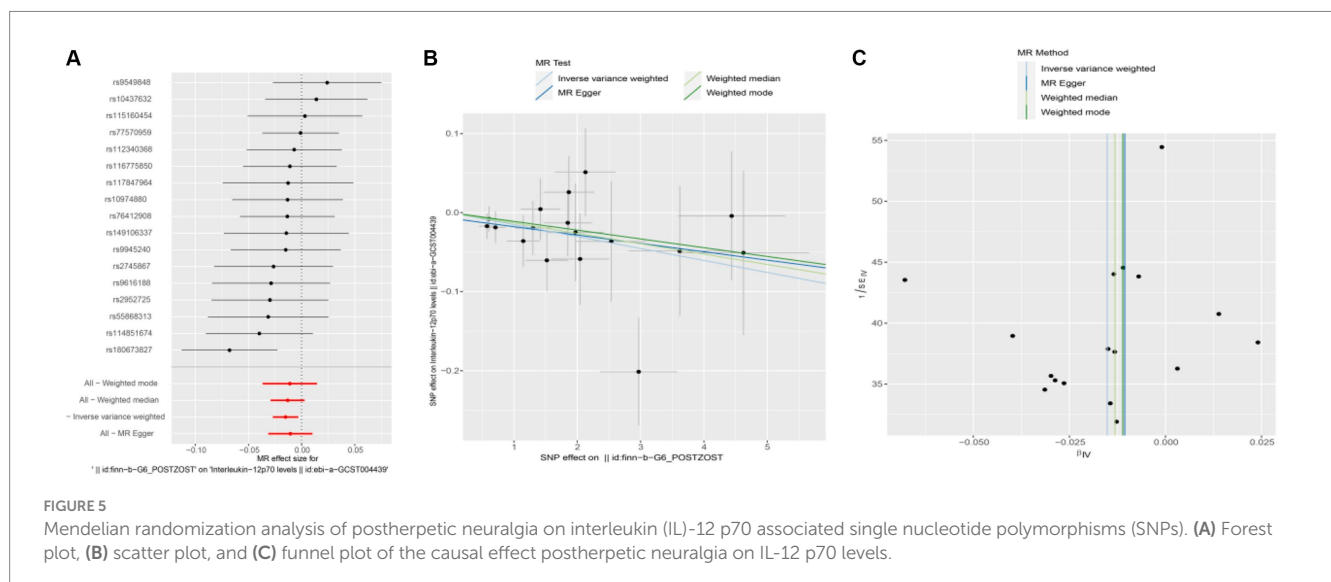 A
rs9549848
rs10437632
rs115160454
rs77570959
rs112340368
rs116775850
rs117847964
rs10974880
rs76412908
rs149106337
rs9945240
rs2745867
rs9616188
rs2952725
rs55868313
rs114851674
rs180673827
All − Weighted mode
All − Weighted median
− Inverse variance weighted
All − MR Egger
−0.10 −0.05 0.00 0.05
MR effect size for
' || id:finn−b−G6_POSTZOST' on 'Interleukin−12p70 levels || id:ebi−a−GCST004439'
B
MR Test
Inverse variance weighted Weighted median
MR Egger Weighted mode
SNP effect on Interleukin−12p70 levels || id:ebi−a−GCST004439
0.1
0.0
−0.1
−0.2
1 2 3 4 5
SNP effect on || id:finn−b−G6_POSTZOST
C
MR Method
Inverse variance weighted
MR Egger
Weighted median
Weighted mode
1/SE IV
55
50
45
40
35
−0.050 −0.025 0.000 0.025
β IV
FIGURE 5
Mendelian randomization analysis of postherpetic neuralgia on interleukin (IL)-12 p70 associated single nucleotide polymorphisms (SNPs). (A) Forest
plot, (B) scatter plot, and (C) funnel plot of the causal effect postherpetic neuralgia on IL-12 p70 levels.